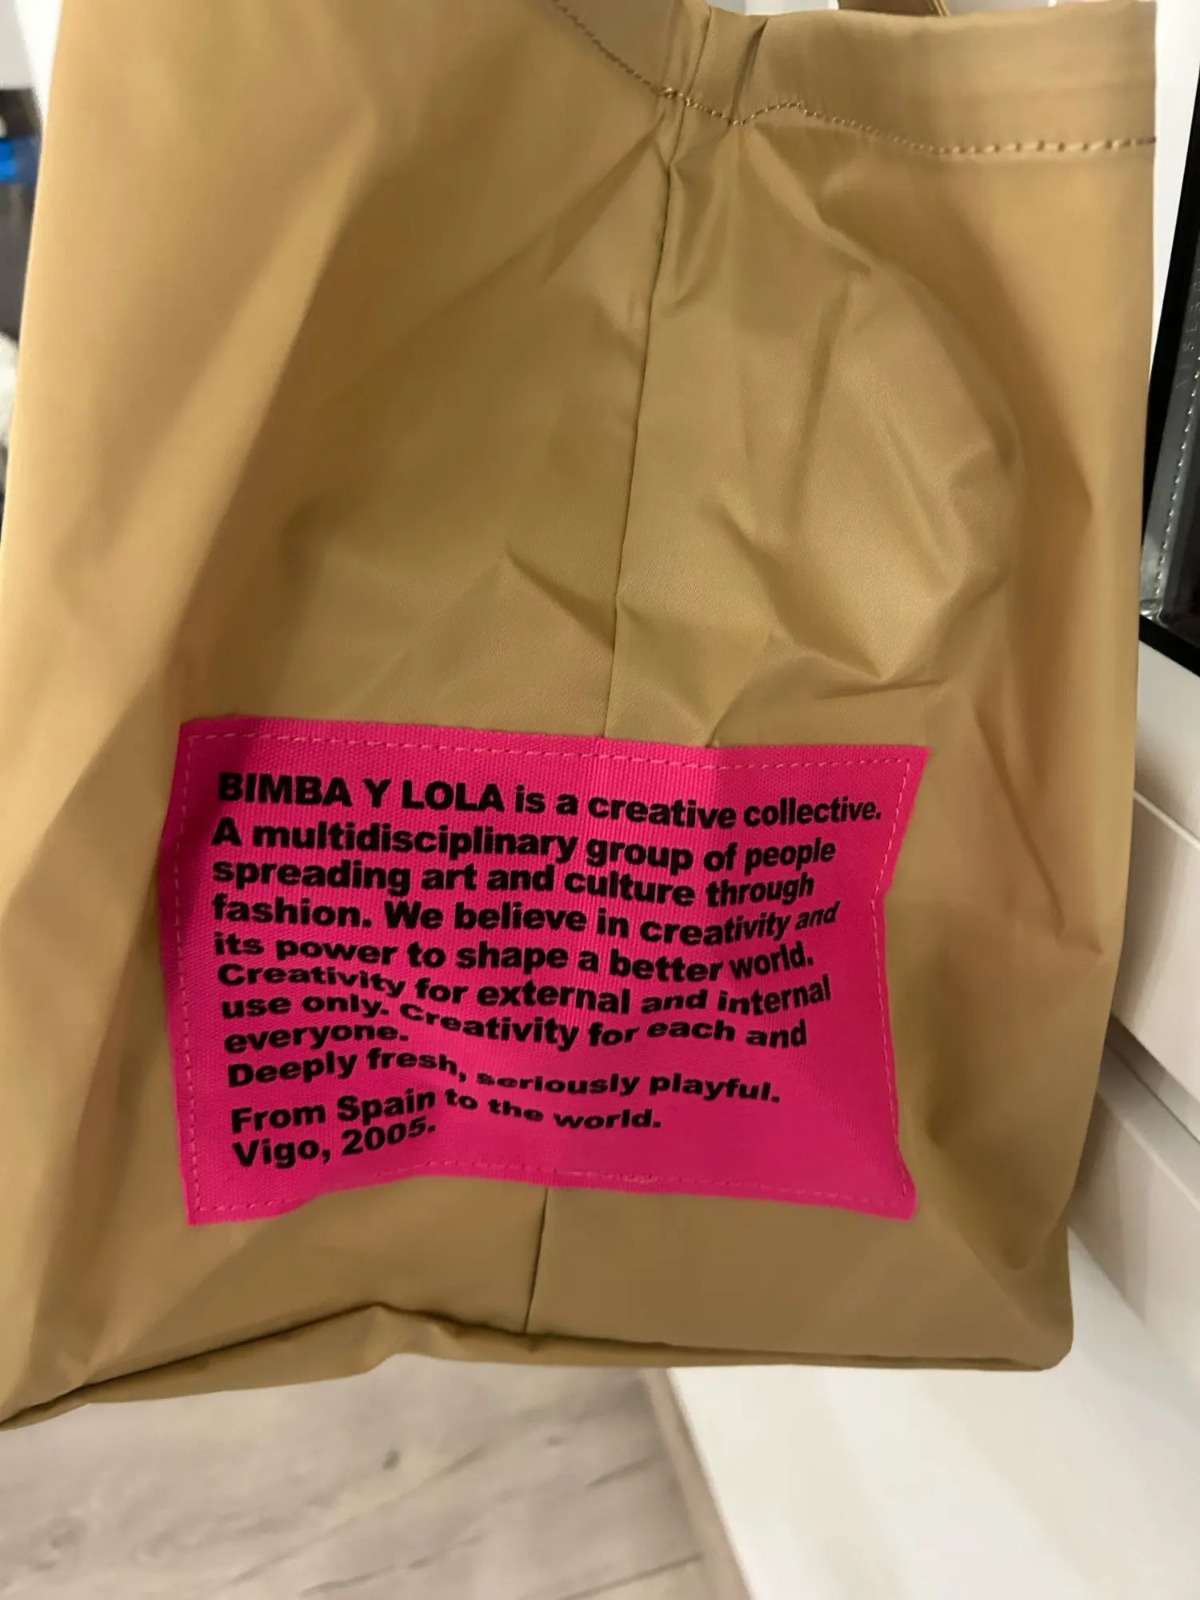 BIMBA Y LOLA is a creative collective.
A multidisciplinary group of people
spreading art and culture through
fashion. We believe in creativity and
its power to shape a better world.
Creativity for external and internal
use only. Creativity for each and
everyone.
Deeply fresh, seriously playful.
From Spain to the world.
Vigo, 2005.